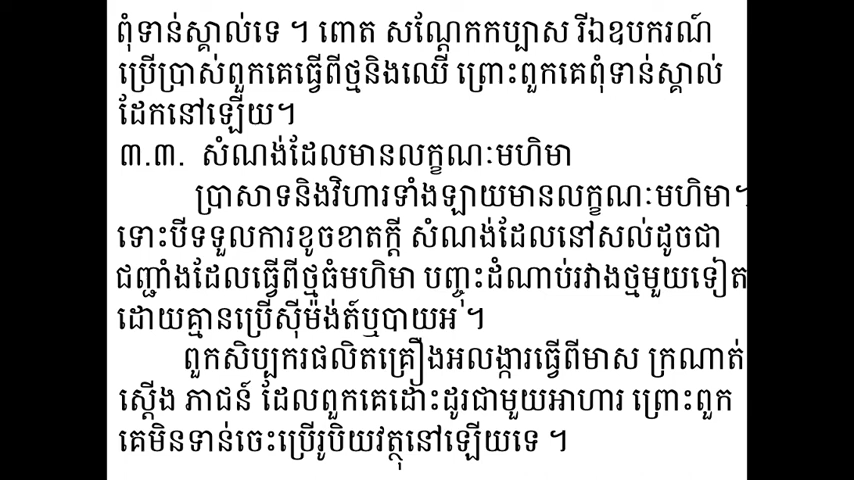 ពុំទាន់ស្គាល់ទេ ។ ពោត សណ្ដែកកប្បាស រីឯឧបករណ៍
ប្រើប្រាស់ពួកគេធ្វើពីថ្មនិងឈើ ព្រោះពួកគេពុំទាន់ស្គាល់
ដែកនៅឡើយ។
៣.៣. សំណង់ដែលមានលក្ខណៈមហិមា
ប្រាសាទនិងវិហារទាំងឡាយមានលក្ខណៈមហិមា។
ទោះបីទទួលការខូចខាតក្ដី សំណង់ដែលនៅសល់ដូចជា
ជញ្ជាំងដែលធ្វើពីថ្មធំមហិមា បញ្ចុះដំណាប់រវាងថ្មមួយទៀត
ដោយគ្មានប្រើស៊ីម៉ង់ត៍ឬបាយអ ។
ពួកសិប្បករផលិតគ្រឿងអលង្ការធ្វើពីមាស ក្រណាត់
ស្ដើង ភាជន៍ ដែលពួកគេដោះដូរជាមួយអាហារ ព្រោះពួក
គេមិនទាន់ចេះប្រើរូបិយវត្ថុនៅឡើយទេ ។